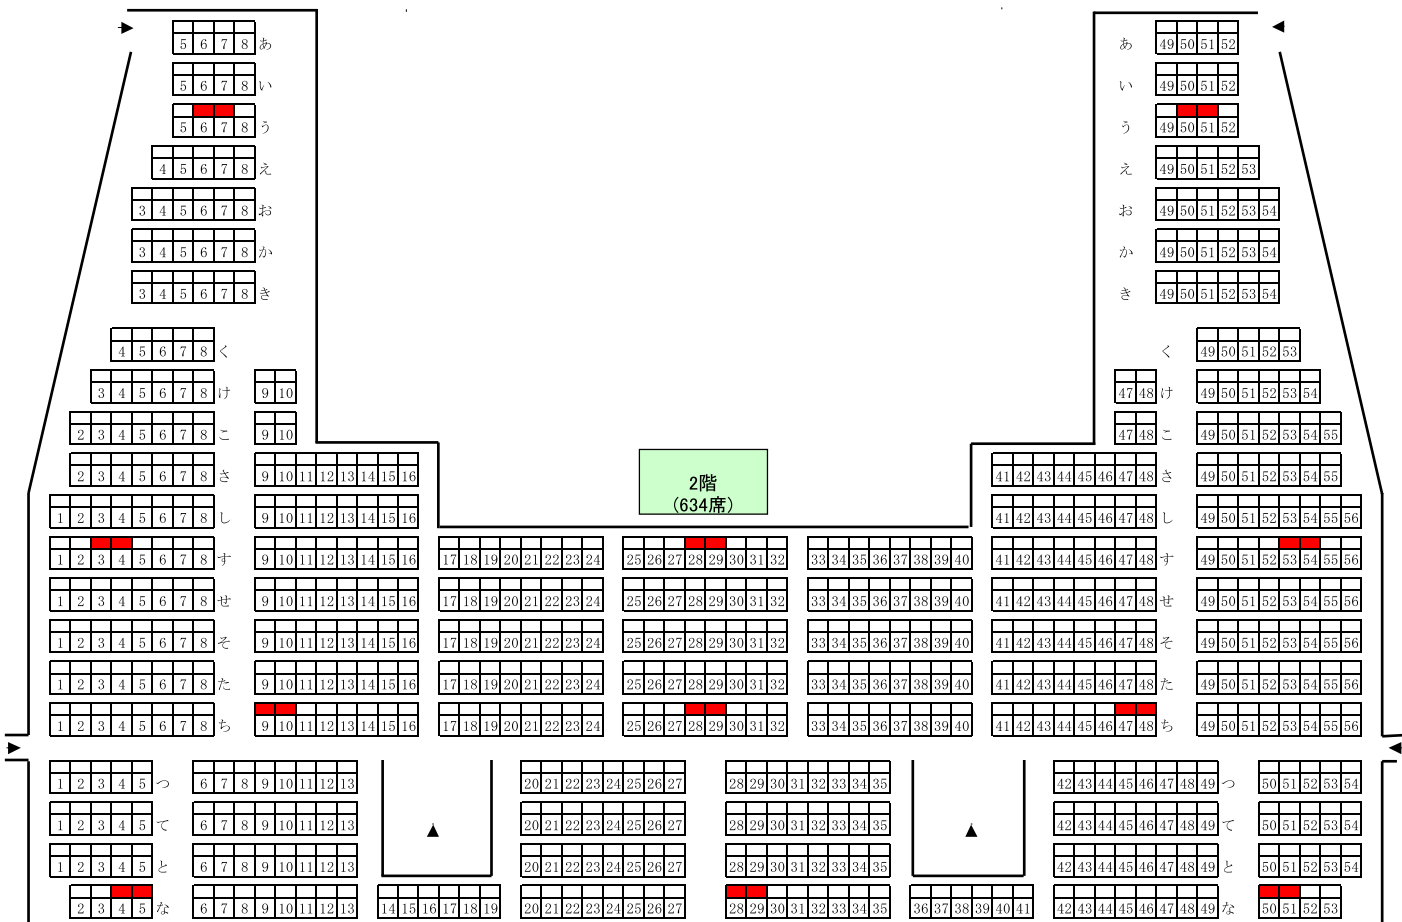 5 6 7 8 あ あ 49 50 51 52
5 6 7 8 い い 49 50 51 52
5 6 7 8 う う 49 50 51 52
4 5 6 7 8 え え 49 50 51 52 53
3 4 5 6 7 8 お お 49 50 51 52 53 54
3 4 5 6 7 8 か か 49 50 51 52 53 54
3 4 5 6 7 8 き き 49 50 51 52 53 54
4 5 6 7 8 く く 49 50 51 52 53
3 4 5 6 7 8 け 9 10 47 48 け 49 50 51 52 53 54
2 3 4 5 6 7 8 こ 9 10 47 48 こ 49 50 51 52 53 54 55
2 3 4 5 6 7 8 さ 9 10 11 12 13 14 15 16 41 42 43 44 45 46 47 48 さ 49 50 51 52 53 54 55
2階
(634席)
1 2 3 4 5 6 7 8 し 9 10 11 12 13 14 15 16 41 42 43 44 45 46 47 48 し 49 50 51 52 53 54 55 56
1 2 3 4 5 6 7 8 す 9 10 11 12 13 14 15 16 17 18 19 20 21 22 23 24 25 26 27 28 29 30 31 32 33 34 35 36 37 38 39 40 41 42 43 44 45 46 47 48 す 49 50 51 52 53 54 55 56
1 2 3 4 5 6 7 8 せ 9 10 11 12 13 14 15 16 17 18 19 20 21 22 23 24 25 26 27 28 29 30 31 32 33 34 35 36 37 38 39 40 41 42 43 44 45 46 47 48 せ 49 50 51 52 53 54 55 56
1 2 3 4 5 6 7 8 そ 9 10 11 12 13 14 15 16 17 18 19 20 21 22 23 24 25 26 27 28 29 30 31 32 33 34 35 36 37 38 39 40 41 42 43 44 45 46 47 48 そ 49 50 51 52 53 54 55 56
1 2 3 4 5 6 7 8 た 9 10 11 12 13 14 15 16 17 18 19 20 21 22 23 24 25 26 27 28 29 30 31 32 33 34 35 36 37 38 39 40 41 42 43 44 45 46 47 48 た 49 50 51 52 53 54 55 56
1 2 3 4 5 6 7 8 ち 9 10 11 12 13 14 15 16 17 18 19 20 21 22 23 24 25 26 27 28 29 30 31 32 33 34 35 36 37 38 39 40 41 42 43 44 45 46 47 48 ち 49 50 51 52 53 54 55 56
1 2 3 4 5 つ 6 7 8 9 10 11 12 13 20 21 22 23 24 25 26 27 28 29 30 31 32 33 34 35 42 43 44 45 46 47 48 49 つ 50 51 52 53 54
1 2 3 4 5 て 6 7 8 9 10 11 12 13 20 21 22 23 24 25 26 27 28 29 30 31 32 33 34 35 42 43 44 45 46 47 48 49 て 50 51 52 53 54
1 2 3 4 5 と 6 7 8 9 10 11 12 13 20 21 22 23 24 25 26 27 28 29 30 31 32 33 34 35 42 43 44 45 46 47 48 49 と 50 51 52 53 54
2 3 4 5 な 6 7 8 9 10 11 12 13 14 15 16 17 18 19 20 21 22 23 24 25 26 27 28 29 30 31 32 33 34 35 36 37 38 39 40 41 42 43 44 45 46 47 48 49 な 50 51 52 53